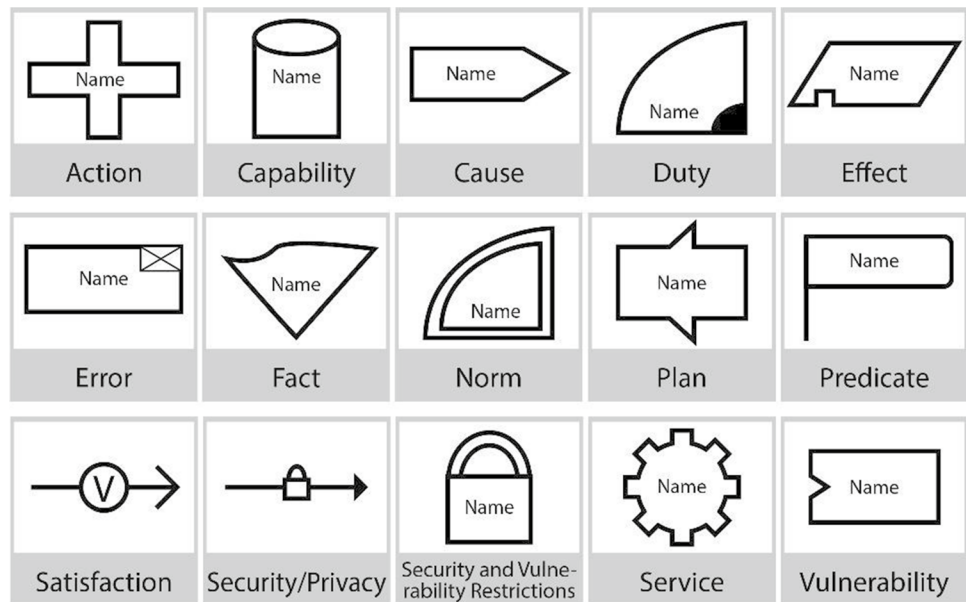 Name
Name
Name
Name
Name
Action
Capability
Cause
Duty
Effect
Name
Name
Name
Name
Name
Error
Fact
Norm
Plan
Predicate
V
Name
Name
Name
Satisfaction
Security/Privacy
Security and Vulne-
rability Restrictions
Service
Vulnerability